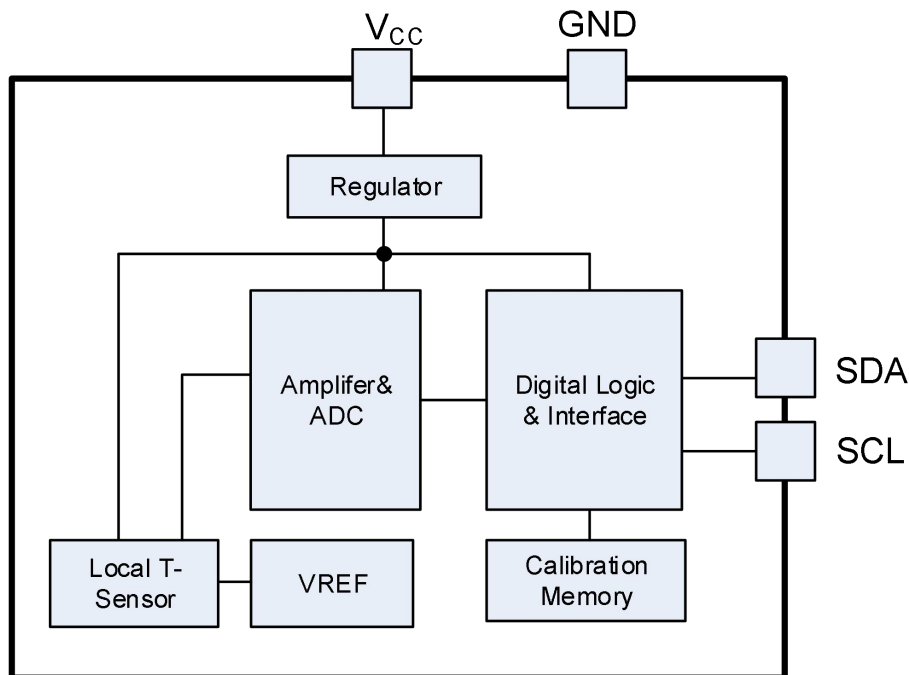 VCC
GND
Regulator
Amplifer&
ADC
Digital Logic
& Interface
SDA
SCL
Local T-
Sensor
VREF
Calibration
Memory